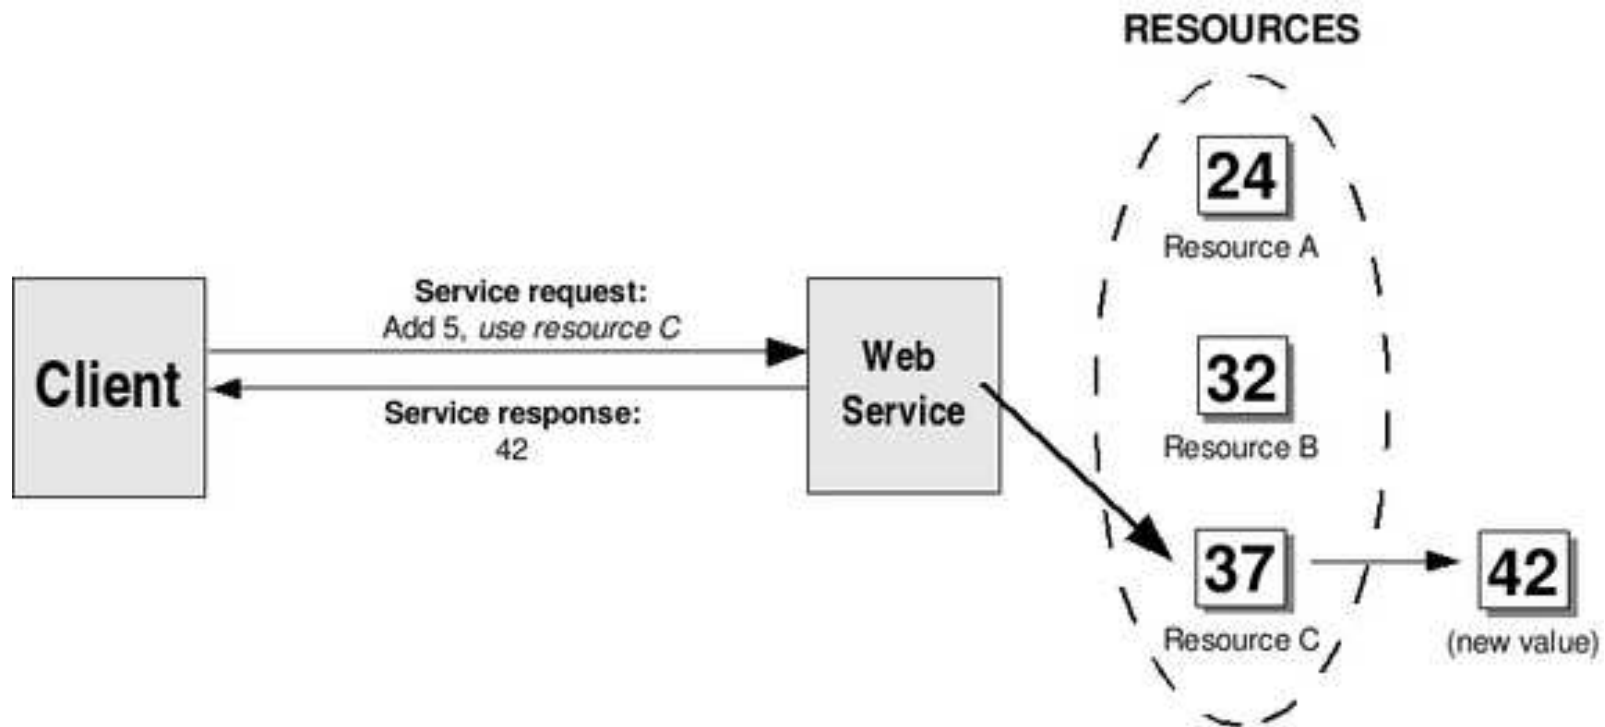 RESOURCES
24
Resource A
Service request:
Add 5, use resource C
Client
Web
Service
32
Service response:
42
Resource B
37
42
Resource C
(new value)